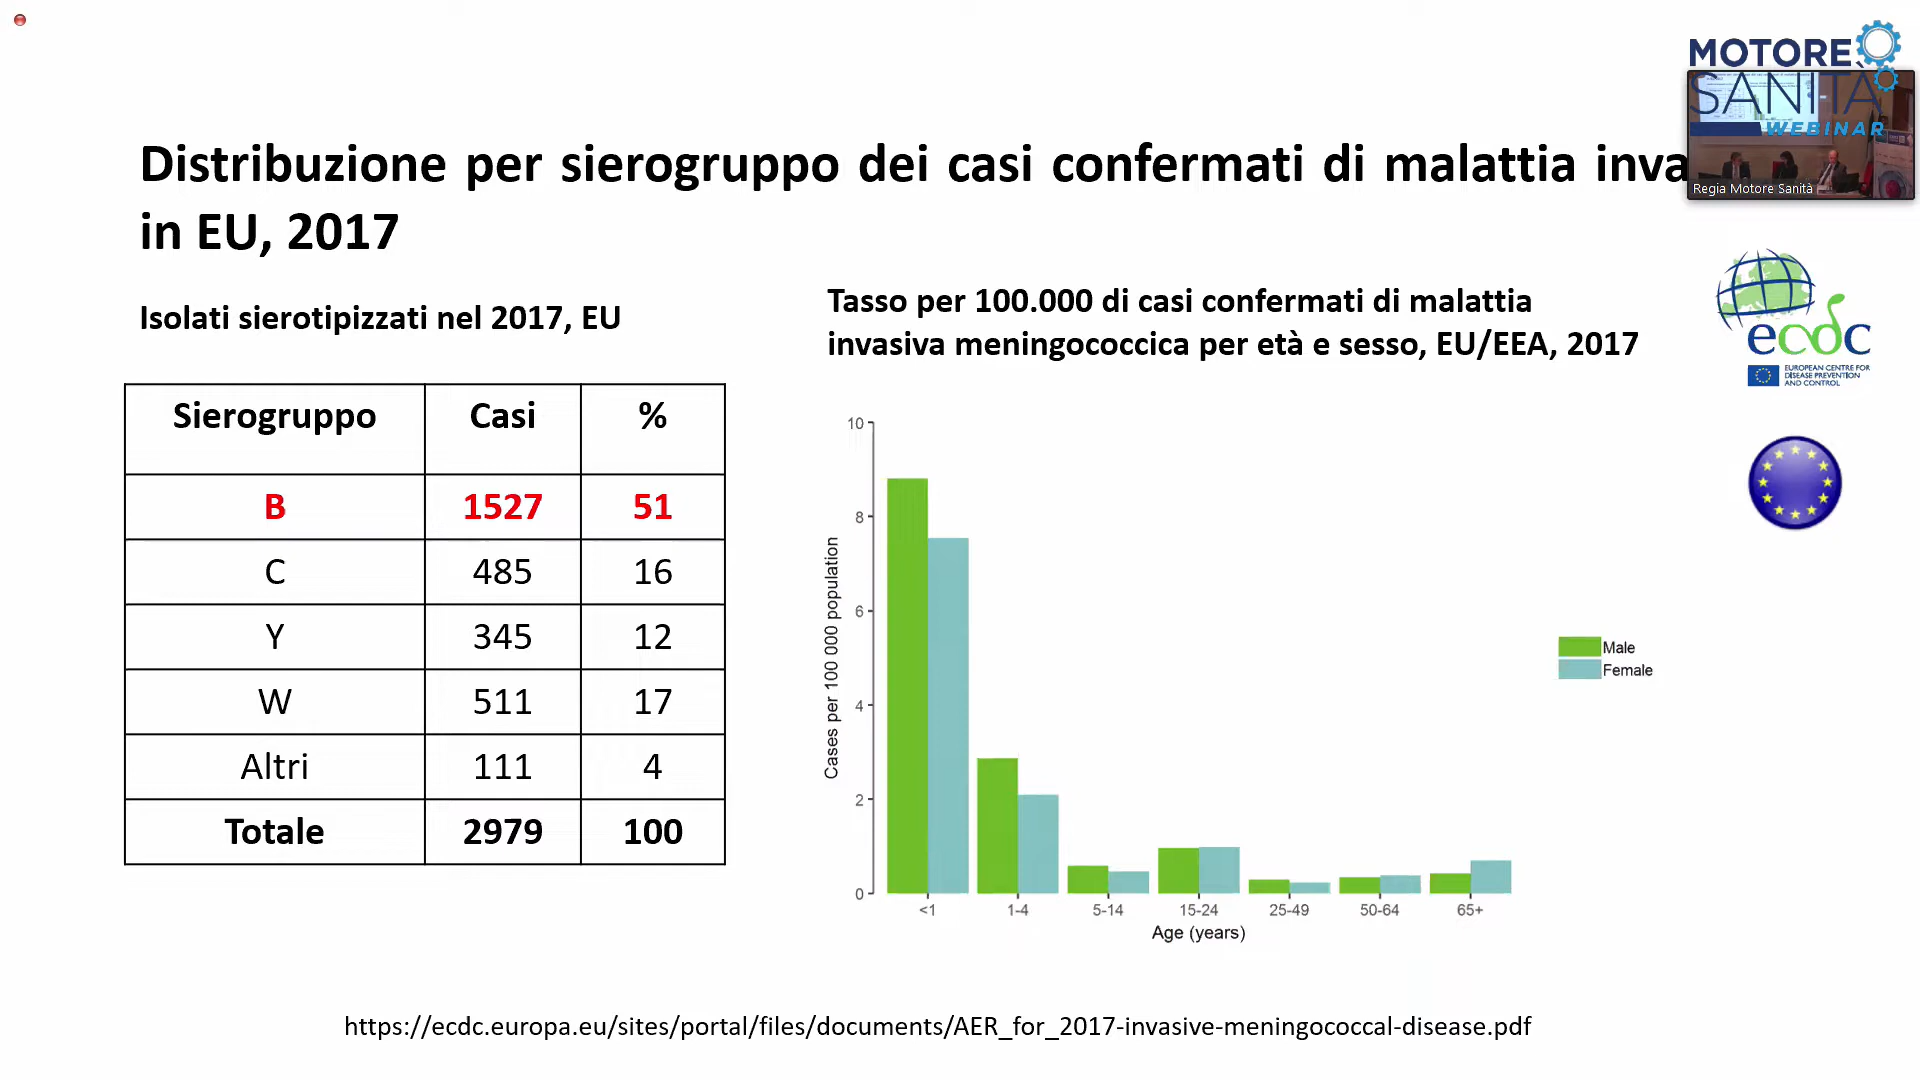 MOTORE
SANITÀ
WEBINAR
Regia Motore Sanità
Distribuzione per sierogruppo dei casi confermati di malattia inva
in EU, 2017
Isolati sierotipizzati nel 2017, EU
Tasso per 100.000 di casi confermati di malattia
invasiva meningococcica per età e sesso, EU/EEA, 2017
ecdc
EUROPEAN CENTRE FOR
DISEASE PREVENTION
AND CONTROL
Sierogruppo Casi %
B 1527 51
C 485 16
Y 345 12
W 511 17
Altri 111 4
Totale 2979 100
Cases per 100 000 population
10
8
6
4
2
0
<1 1-4 5-14 15-24 25-49 50-64 65+
Age (years)
Male
Female
https://ecdc.europa.eu/sites/portal/files/documents/AER_for_2017-invasive-meningococcal-disease.pdf